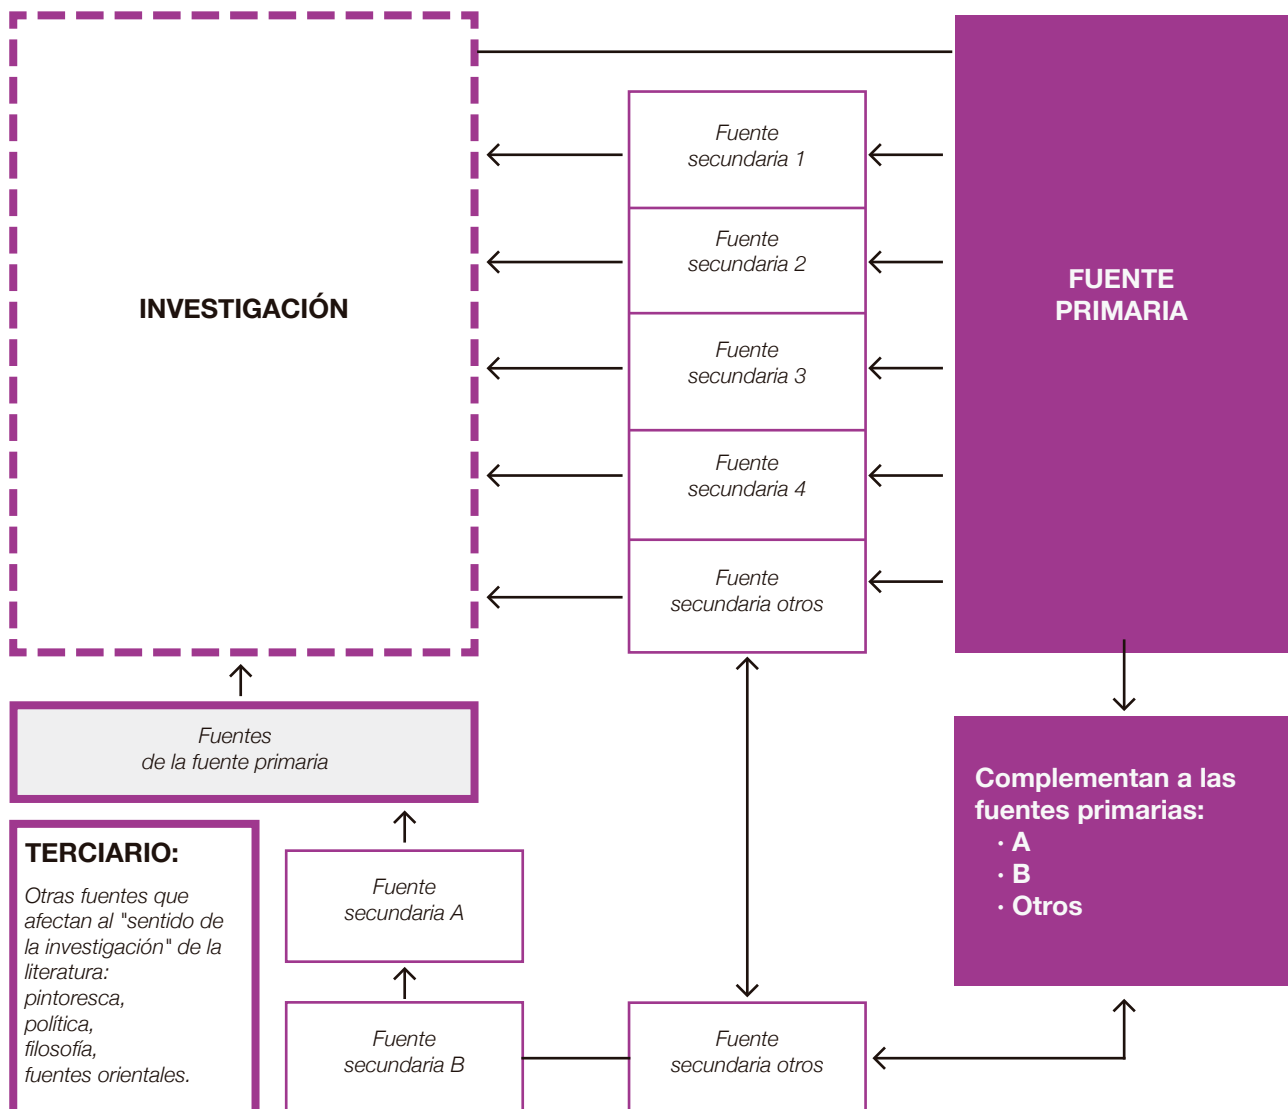 INVESTIGACIÓN
Fuente
secundaria 1
Fuente
secundaria 2
Fuente
secundaria 3
Fuente
secundaria 4
Fuente
secundaria otros
FUENTE
PRIMARIA
Fuentes
de la fuente primaria
TERCIARIO:
Otras fuentes que
afectan al "sentido de
la investigación" de la
literatura:
pintoresca,
política,
filosofía,
fuentes orientales.
Fuente
secundaria A
Fuente
secundaria B
Fuente
secundaria otros
Complementan a las
fuentes primarias:
· A
· B
· Otros